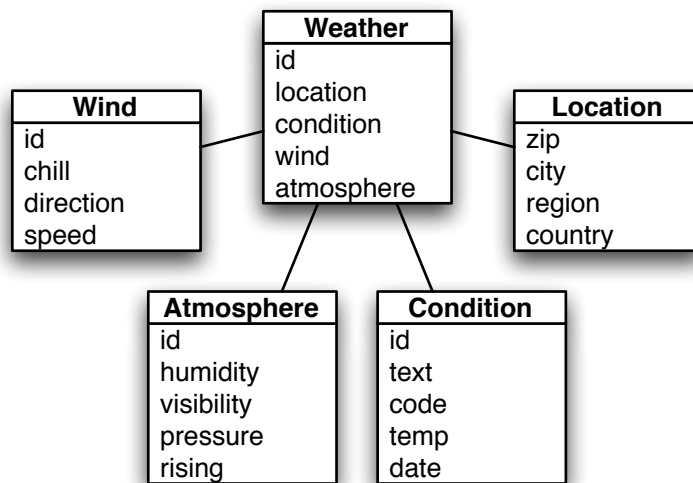 Weather
id
location
condition
wind
atmosphere
Wind
id
chill
direction
speed
Location
zip
city
region
country
Atmosphere
id
humidity
visibility
pressure
rising
Condition
id
text
code
temp
date